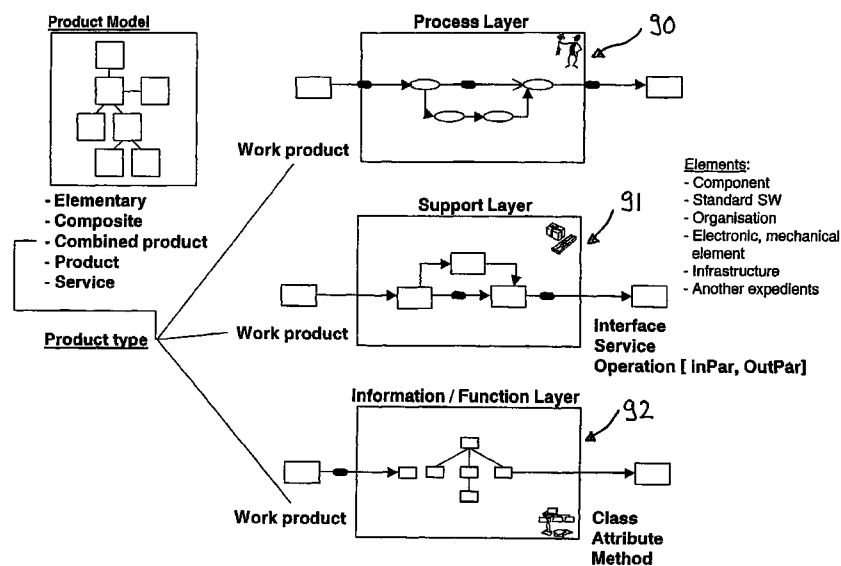 Product Model
- Elementary
- Composite
- Combined product
- Product
- Service
Product type
Process Layer
90
Work product
Support Layer
91
Work product
Interface
Service
Operation [ InPar, OutPar]
Elements:
- Component
- Standard SW
- Organisation
- Electronic, mechanical
element
- Infrastructure
- Another expedients
Information / Function Layer
92
Work product
Class
Attribute
Method